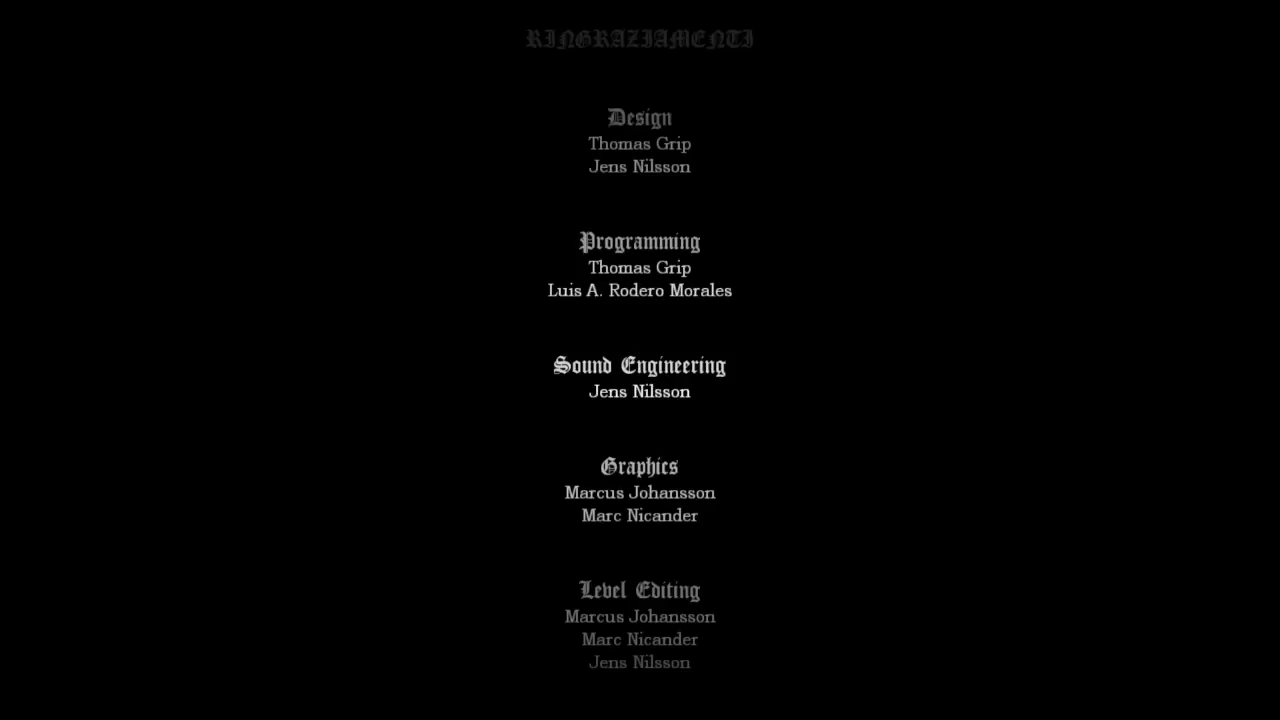 RINGRAZIAMENTI
Design
Thomas Grip
Jens Nilsson
Programming
Thomas Grip
Luis A. Rodero Morales
Sound Engineering
Jens Nilsson
Graphics
Marcus Johansson
Marc Nicander
Level Editing
Marcus Johansson
Marc Nicander
Jens Nilsson